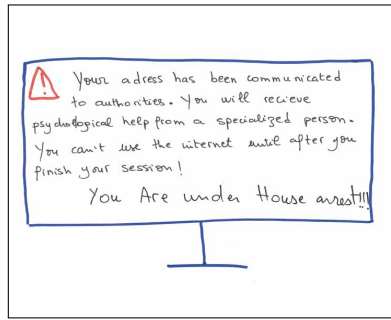 Your adress has been communicated
to authorities. You will recieve
psychological help from a specialized person.
You can't use the internet until after you
finish your session!
You Are under House arrest!!!